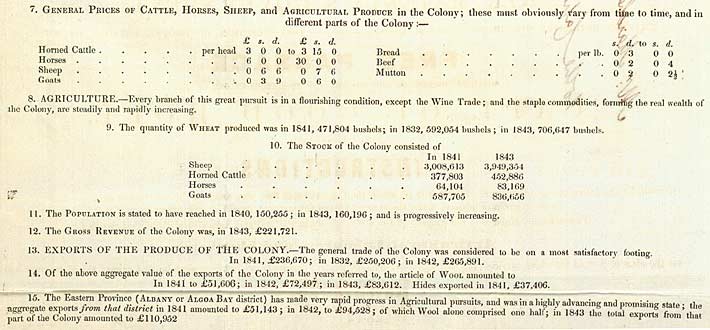 7. GENERAL PRICES OF CATTLE, HORSES, SHEEP, AND AGRICULTURAL PRODUCE in the Colony; these must obviously vary from time to time, and in
different parts of the Colony:—
£ s. d. £ s. d. s. d. to s. d.
Horned Cattle . . . . per head 3 0 0 to 3 15 0 Bread . . . . . per lb. 0 3 0 0
Horses . . . . . . 6 0 0 30 0 0 Beef . . . . . . 0 2 0 4
Sheep . . . . . . 0 6 6 0 7 6 Mutton . . . . . . 0 2 0 2½
Goats . . . . . . 0 3 9 0 6 0
8. AGRICULTURE.—Every branch of this great pursuit is in a flourishing condition, except the Wine Trade; and the staple commodities, forming the real wealth of
the Colony, are steadily and rapidly increasing.
9. The quantity of WHEAT produced was in 1841, 471,804 bushels; in 1832, 592,054 bushels; in 1843, 706,647 bushels.
10. The STOCK of the Colony consisted of
In 1841 1843
Sheep . . . . . . 3,008,613 3,949,354
Horned Cattle . . . . . 377,803 452,886
Horses . . . . . . 64,104 83,169
Goats . . . . . . 587,705 836,656
11. The POPULATION is stated to have reached in 1840, 150,255; in 1843, 160,196; and is progressively increasing.
12. The GROSS REVENUE of the Colony was, in 1843, £221,721.
13. EXPORTS OF THE PRODUCE OF THE COLONY.—The general trade of the Colony was considered to be on a most satisfactory footing.
In 1841, £236,670; in 1832, £250,206; in 1842, £265,891.
14. Of the above aggregate value of the exports of the Colony in the years referred to, the article of WOOL amounted to
In 1841 to £51,606; in 1842, £72,497; in 1843, £83,612. Hides exported in 1841, £37,406.
15. The Eastern Province (ALBANY OR ALGOA BAY district) has made very rapid progress in Agricultural pursuits, and was in a highly advancing and promising state; the
aggregate exports from that district in 1841 amounted to £51,143; in 1842, to £94,528; of which Wool alone comprised one half; in 1843 the total exports from that
part of the Colony amounted to £110,952